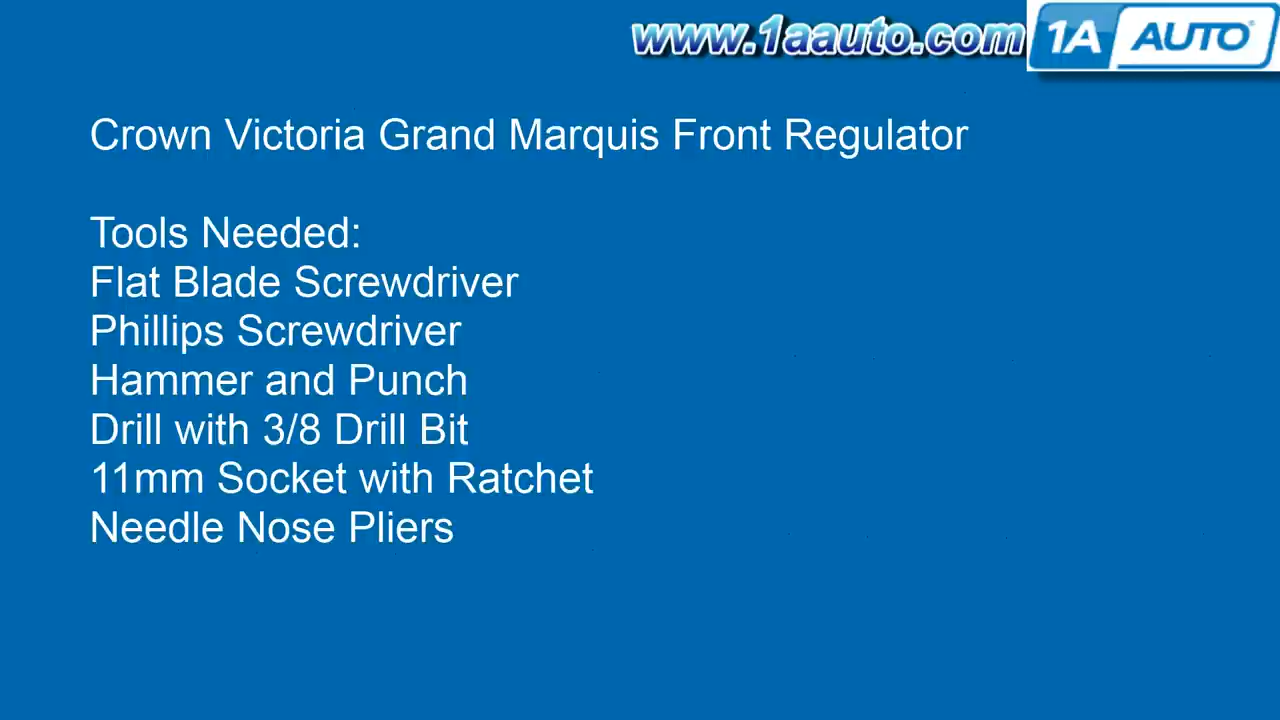 www.1aauto.com 1A AUTO®
Crown Victoria Grand Marquis Front Regulator
Tools Needed:
Flat Blade Screwdriver
Phillips Screwdriver
Hammer and Punch
Drill with 3/8 Drill Bit
11mm Socket with Ratchet
Needle Nose Pliers